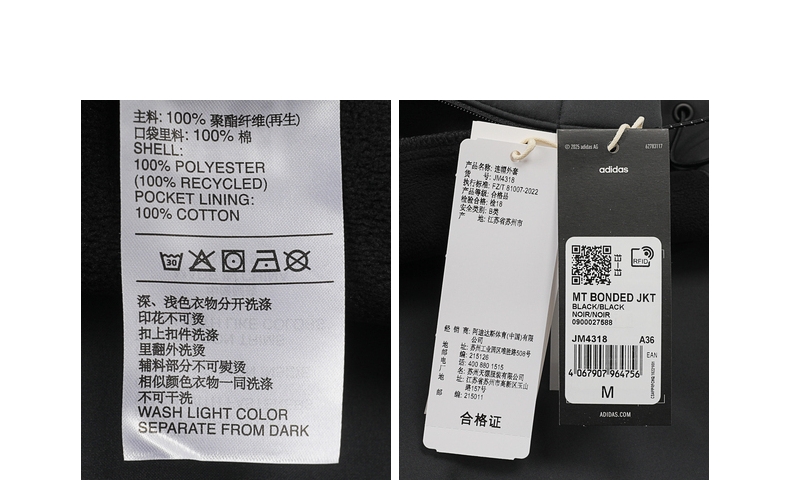 主料: 100% 聚酯纤维(再生)
口袋里料: 100% 棉
SHELL:
100% POLYESTER
(100% RECYCLED)
POCKET LINING:
100% COTTON
30
深、浅色衣物分开洗涤
印花不可烫
扣上扣件洗涤
里翻外洗烫
辅料部分不可熨烫
相似颜色衣物一同洗涤
不可干洗
WASH LIGHT COLOR
SEPARATE FROM DARK
产品名称: 连帽外套
货 号: JM4318
执行标准: FZ/T 81007-2022
产品等级: 合格品
检验合格: 检18
安全类别: B类
产 地: 江苏省苏州市
经 销 商: 阿迪达斯体育(中国)有限
公司
地 址: 苏州工业园区唯胜路506号
邮 编: 215126
电 话: 400 880 1515
厂 名: 苏州天霖服装有限公司
地 址: 江苏省苏州市高新区玉山
路157号
邮 编: 215011
合格证
© 2025 adidas AG
42783117
adidas
RFID
MT BONDED JKT
BLACK/BLACK
NOIR/NOIR
0900027588
JM4318 A36
EAN
4 067907 964756
M
ADIDAS.COM